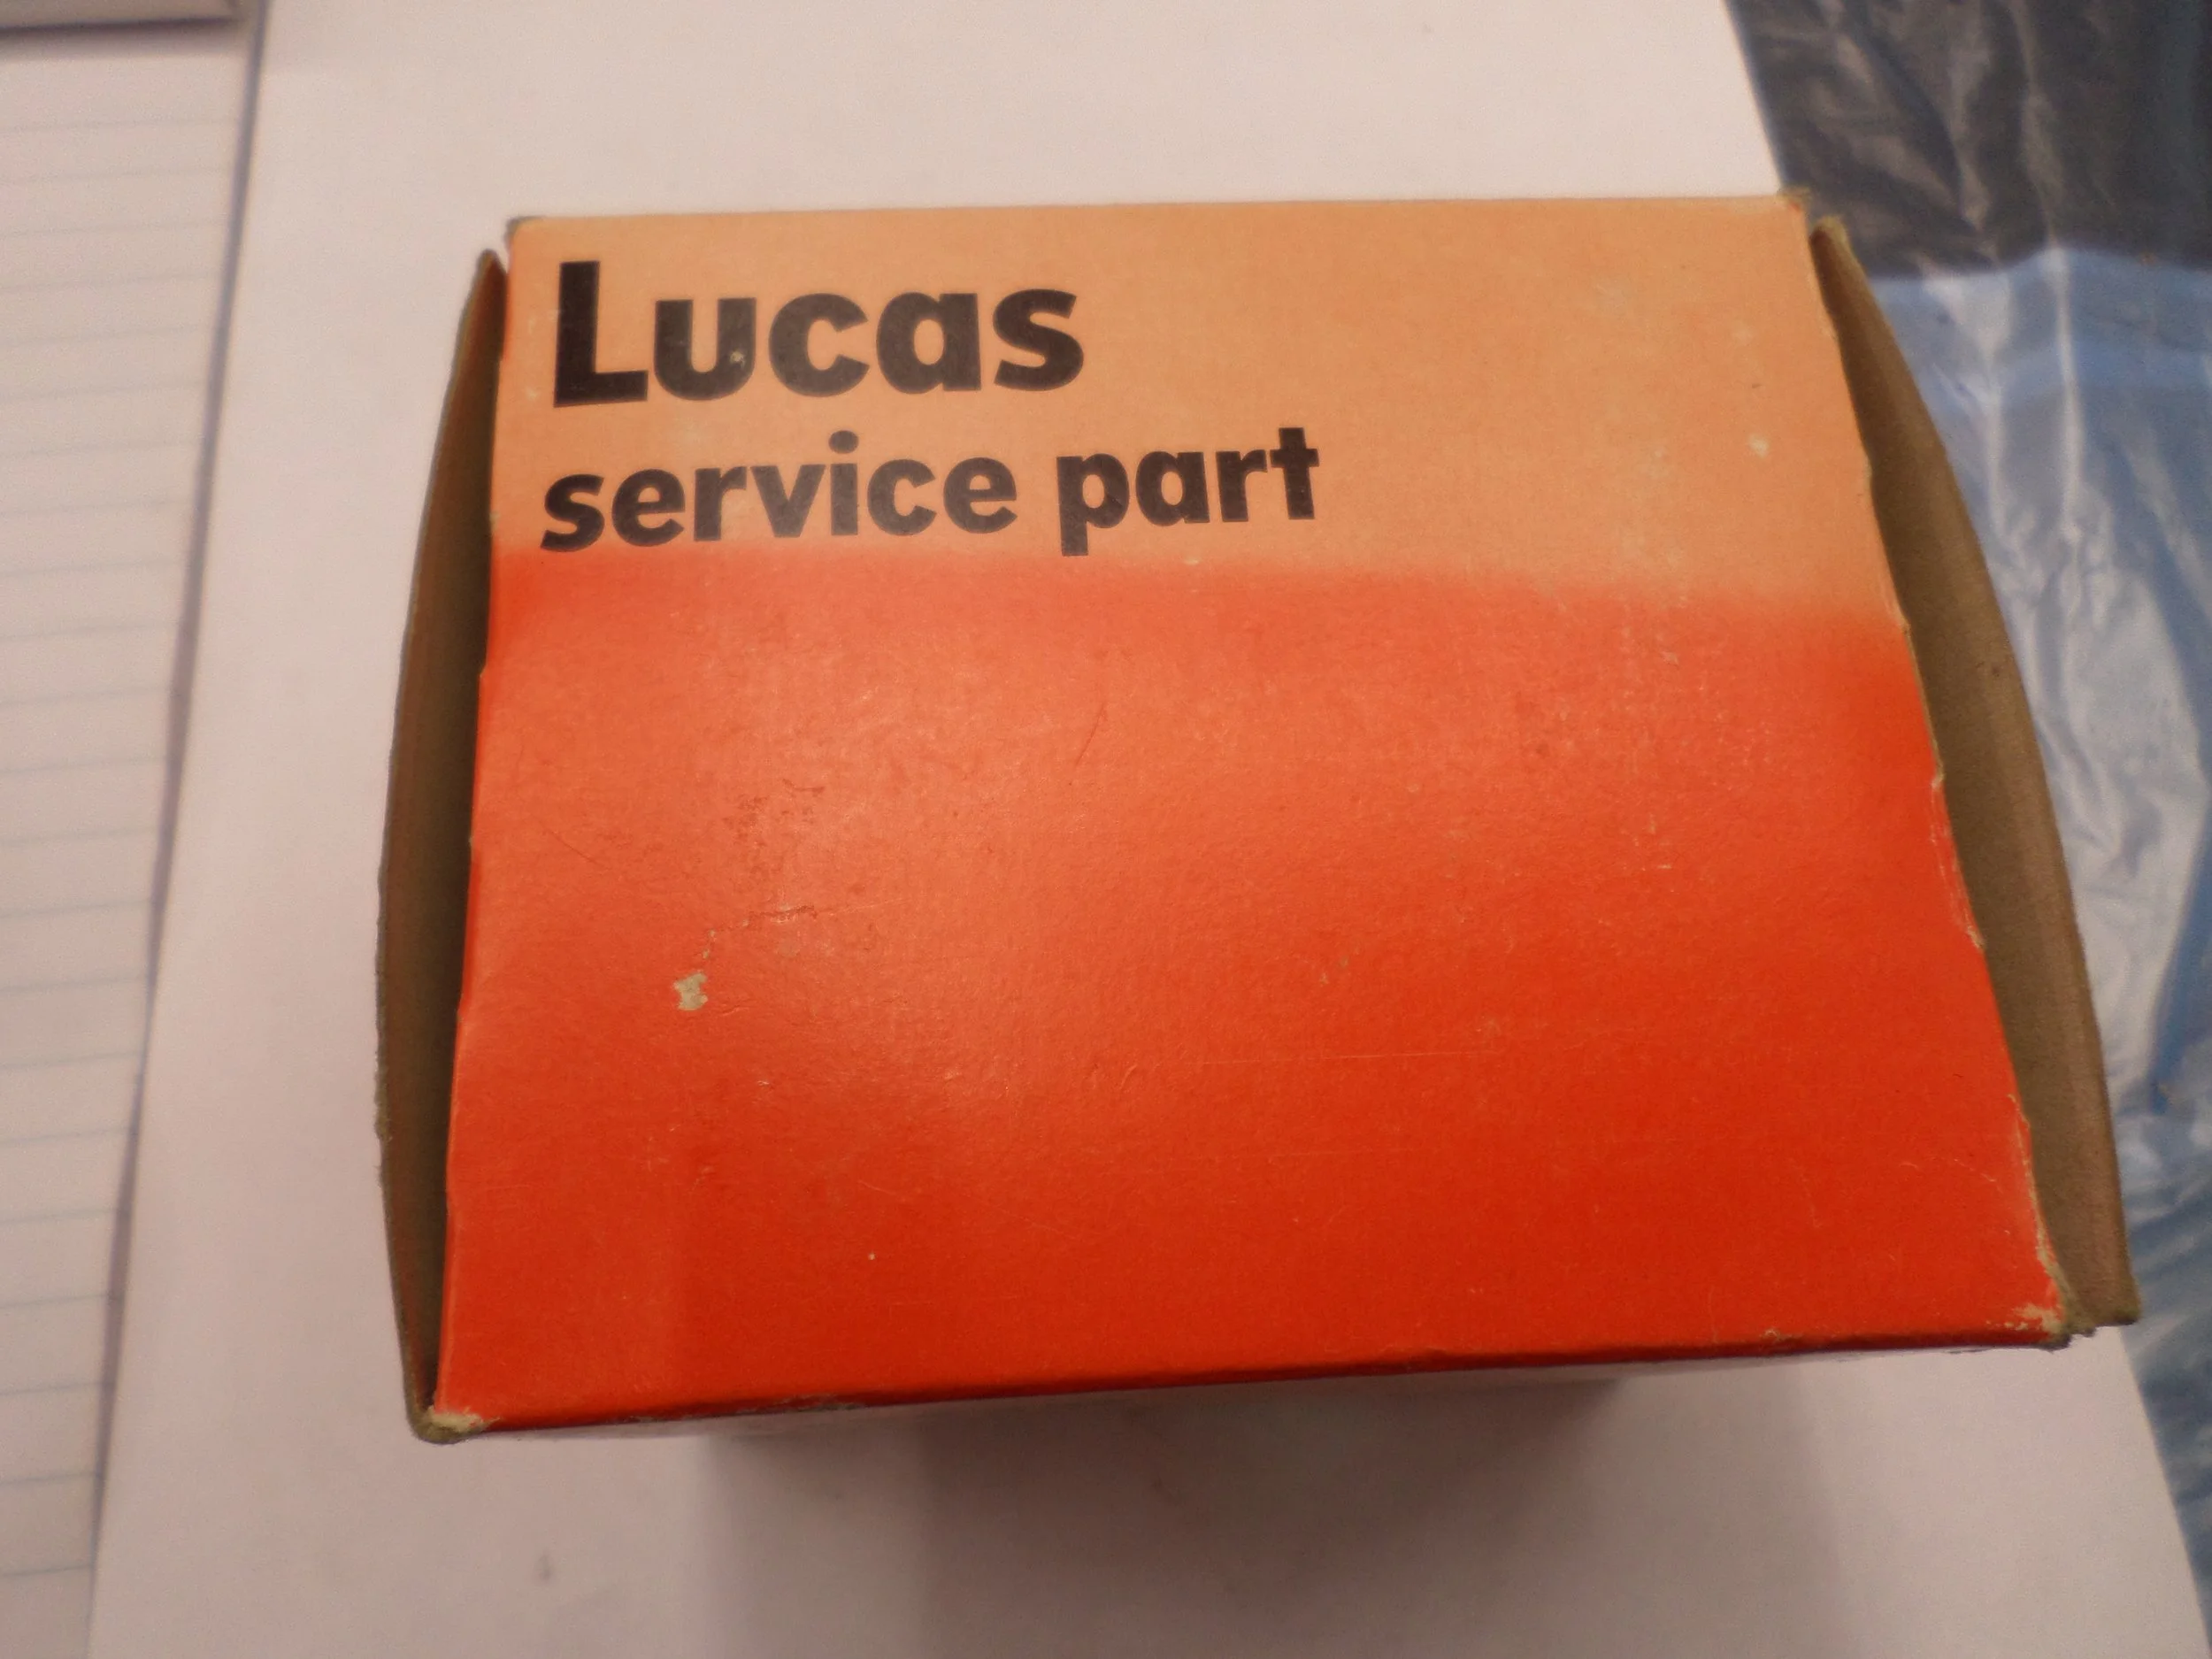 Lucas
service part